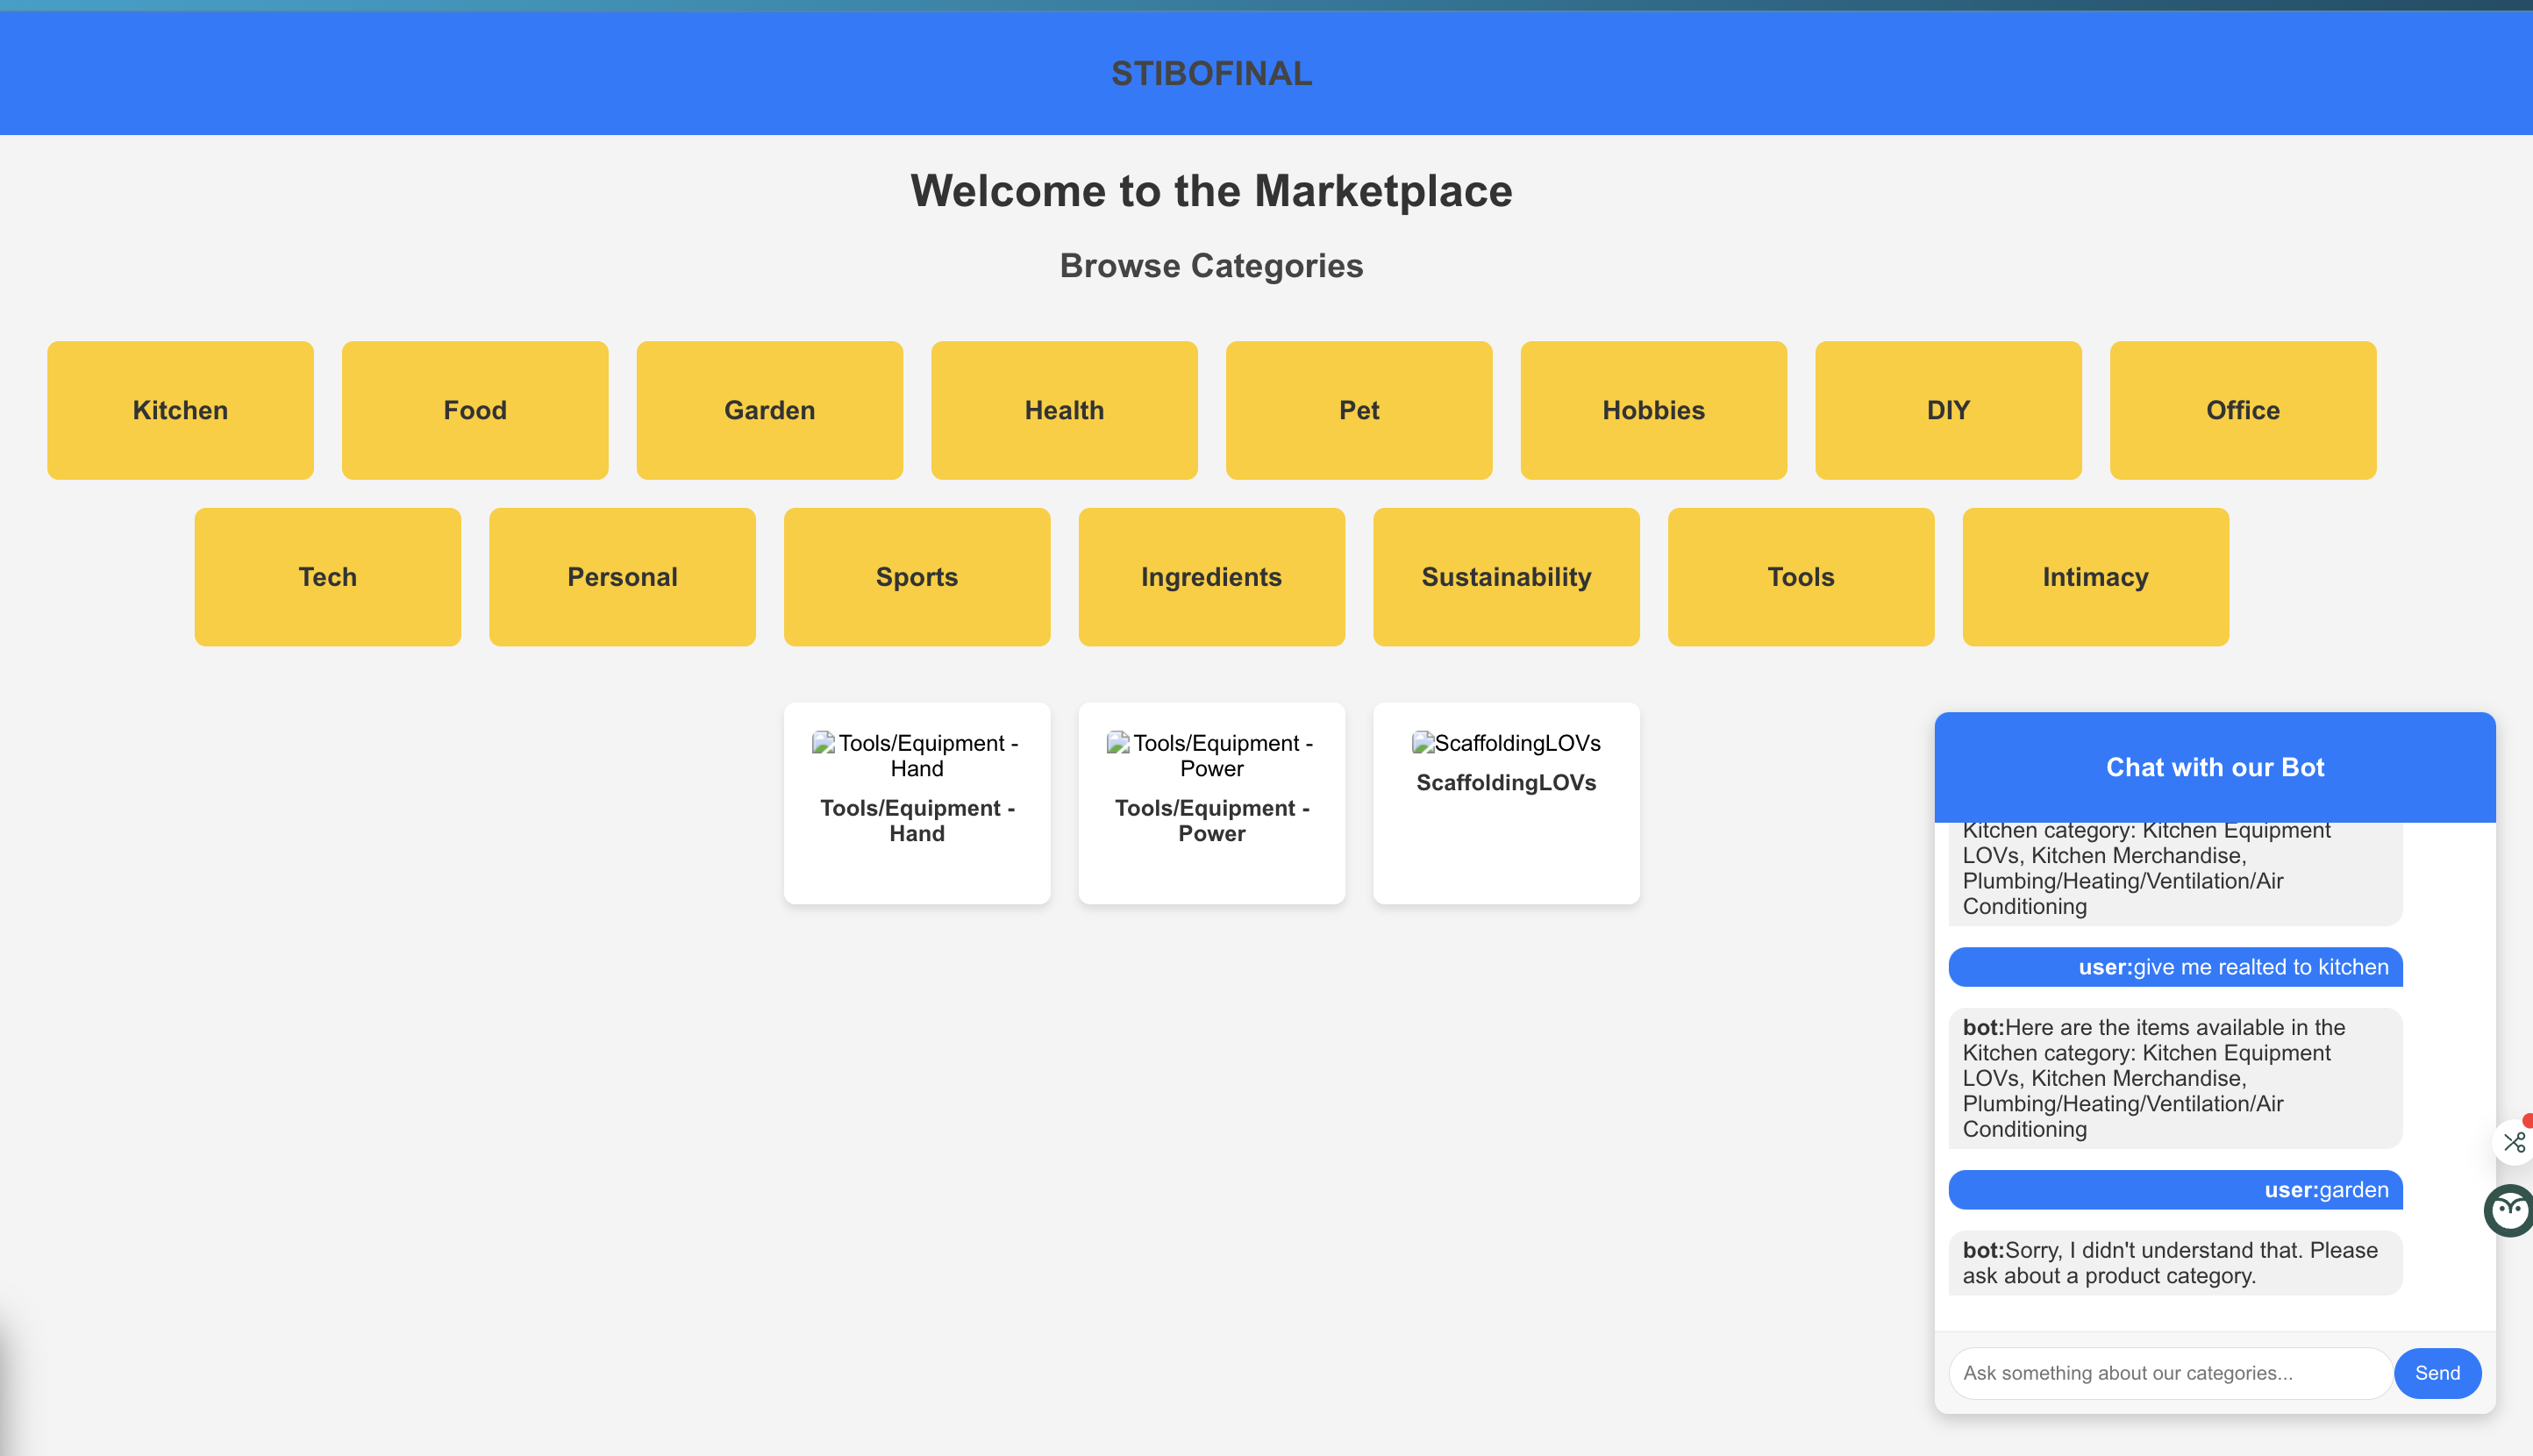 STIBOFINAL
Welcome to the Marketplace
Browse Categories
Kitchen
Food
Garden
Health
Pet
Hobbies
DIY
Office
Tech
Personal
Sports
Ingredients
Sustainability
Tools
Intimacy
Tools/Equipment -
Hand
Tools/Equipment -
Hand
Tools/Equipment -
Power
Tools/Equipment -
Power
ScaffoldingLOVs
ScaffoldingLOVs
Chat with our Bot
Kitchen category: Kitchen Equipment
LOVs, Kitchen Merchandise,
Plumbing/Heating/Ventilation/Air
Conditioning
user:give me realted to kitchen
bot:Here are the items available in the
Kitchen category: Kitchen Equipment
LOVs, Kitchen Merchandise,
Plumbing/Heating/Ventilation/Air
Conditioning
user:garden
bot:Sorry, I didn't understand that. Please
ask about a product category.
Ask something about our categories...
Send